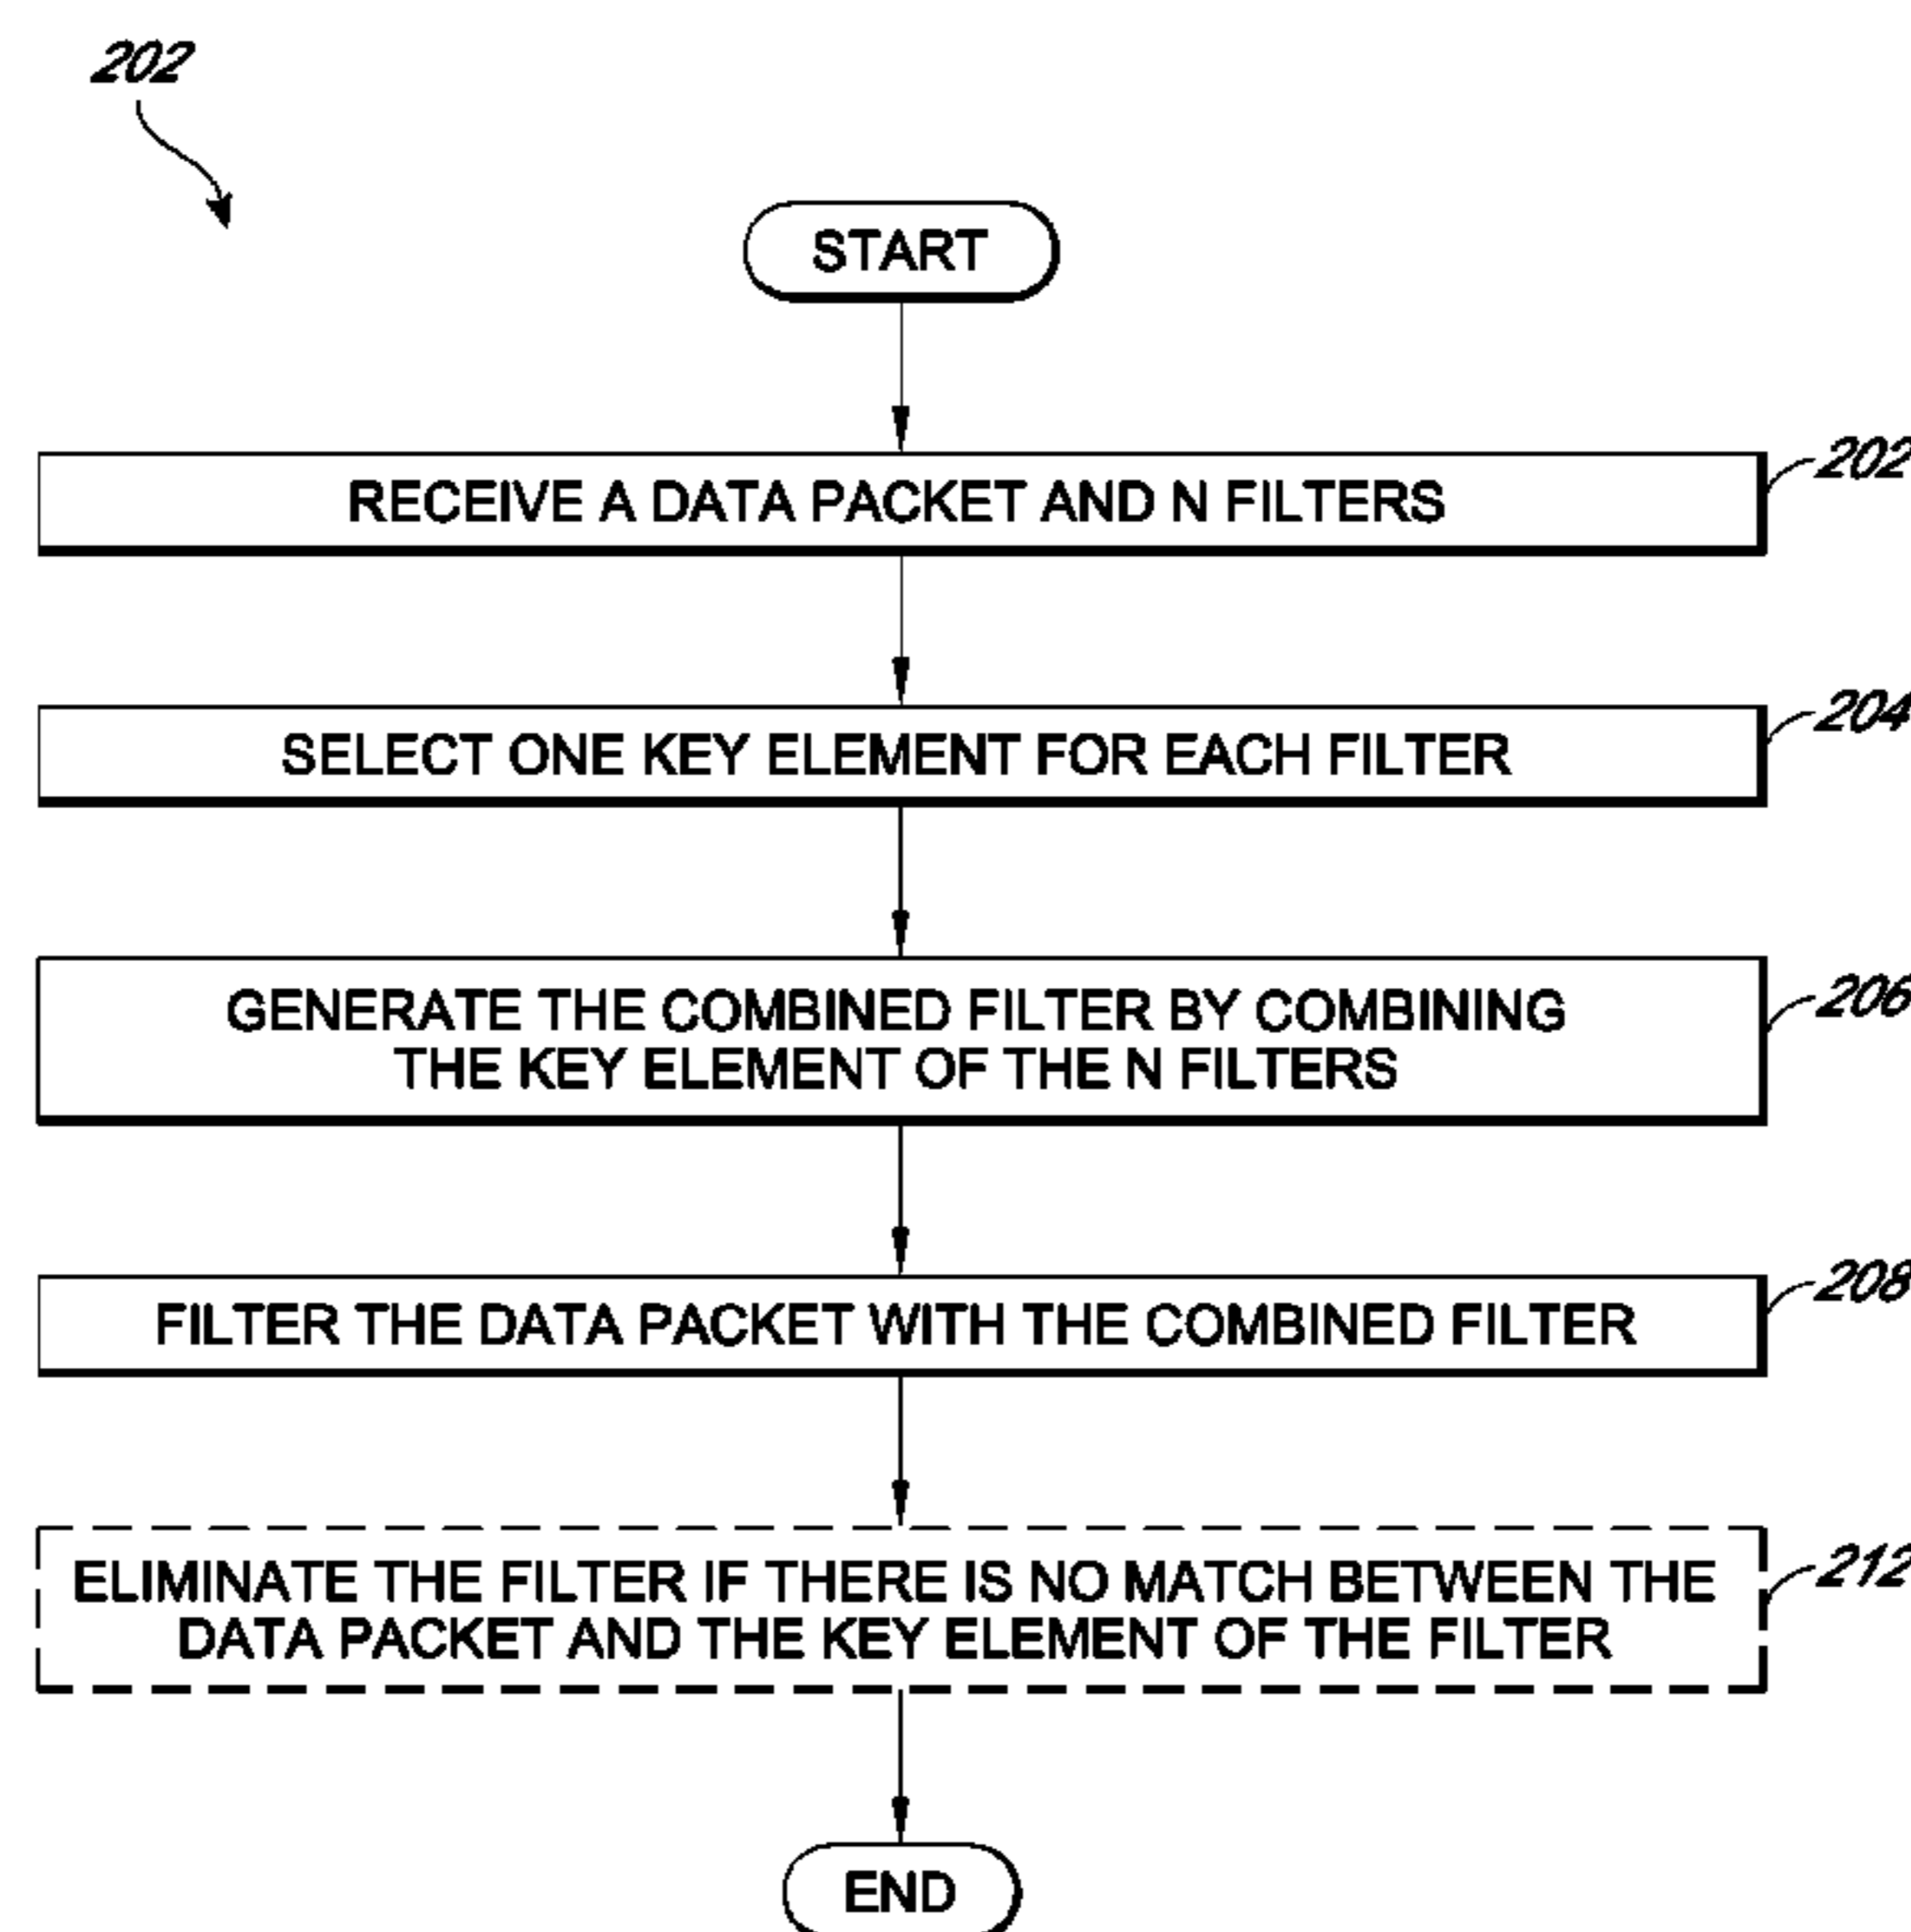 202
START
RECEIVE A DATA PACKET AND N FILTERS
202
SELECT ONE KEY ELEMENT FOR EACH FILTER
204
GENERATE THE COMBINED FILTER BY COMBINING
THE KEY ELEMENT OF THE N FILTERS
206
FILTER THE DATA PACKET WITH THE COMBINED FILTER
208
ELIMINATE THE FILTER IF THERE IS NO MATCH BETWEEN THE
DATA PACKET AND THE KEY ELEMENT OF THE FILTER
212
END